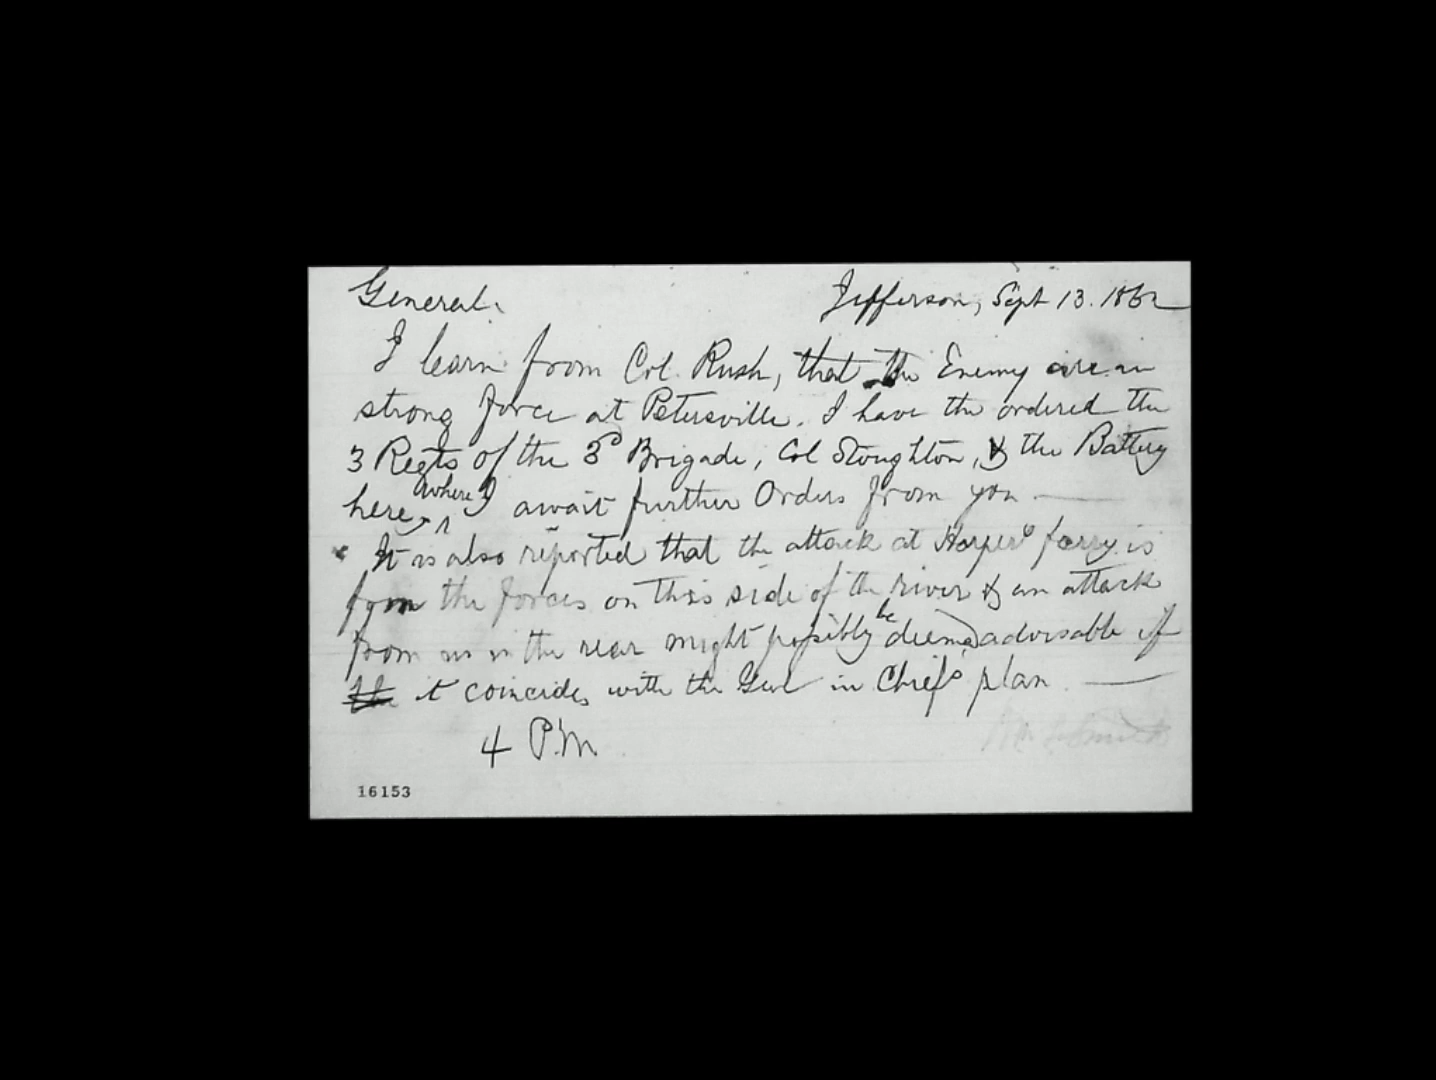 General. Jefferson, Sept 13. 1862
I learn from Col. Rush, that the Enemy are in
strong force at Petersville. I have the ordered the
3 Regts of the 3d Brigade, Col Stoughton, & the Battery
here, where I await further Orders from you —
It is also reported that the attack at Harpers ferry is
from the forces on this side of the river & an attack
from us in the rear might possibly be deemed advisable if
the it coincides with the Genl in Chiefs plan —
4 P.M.
16153